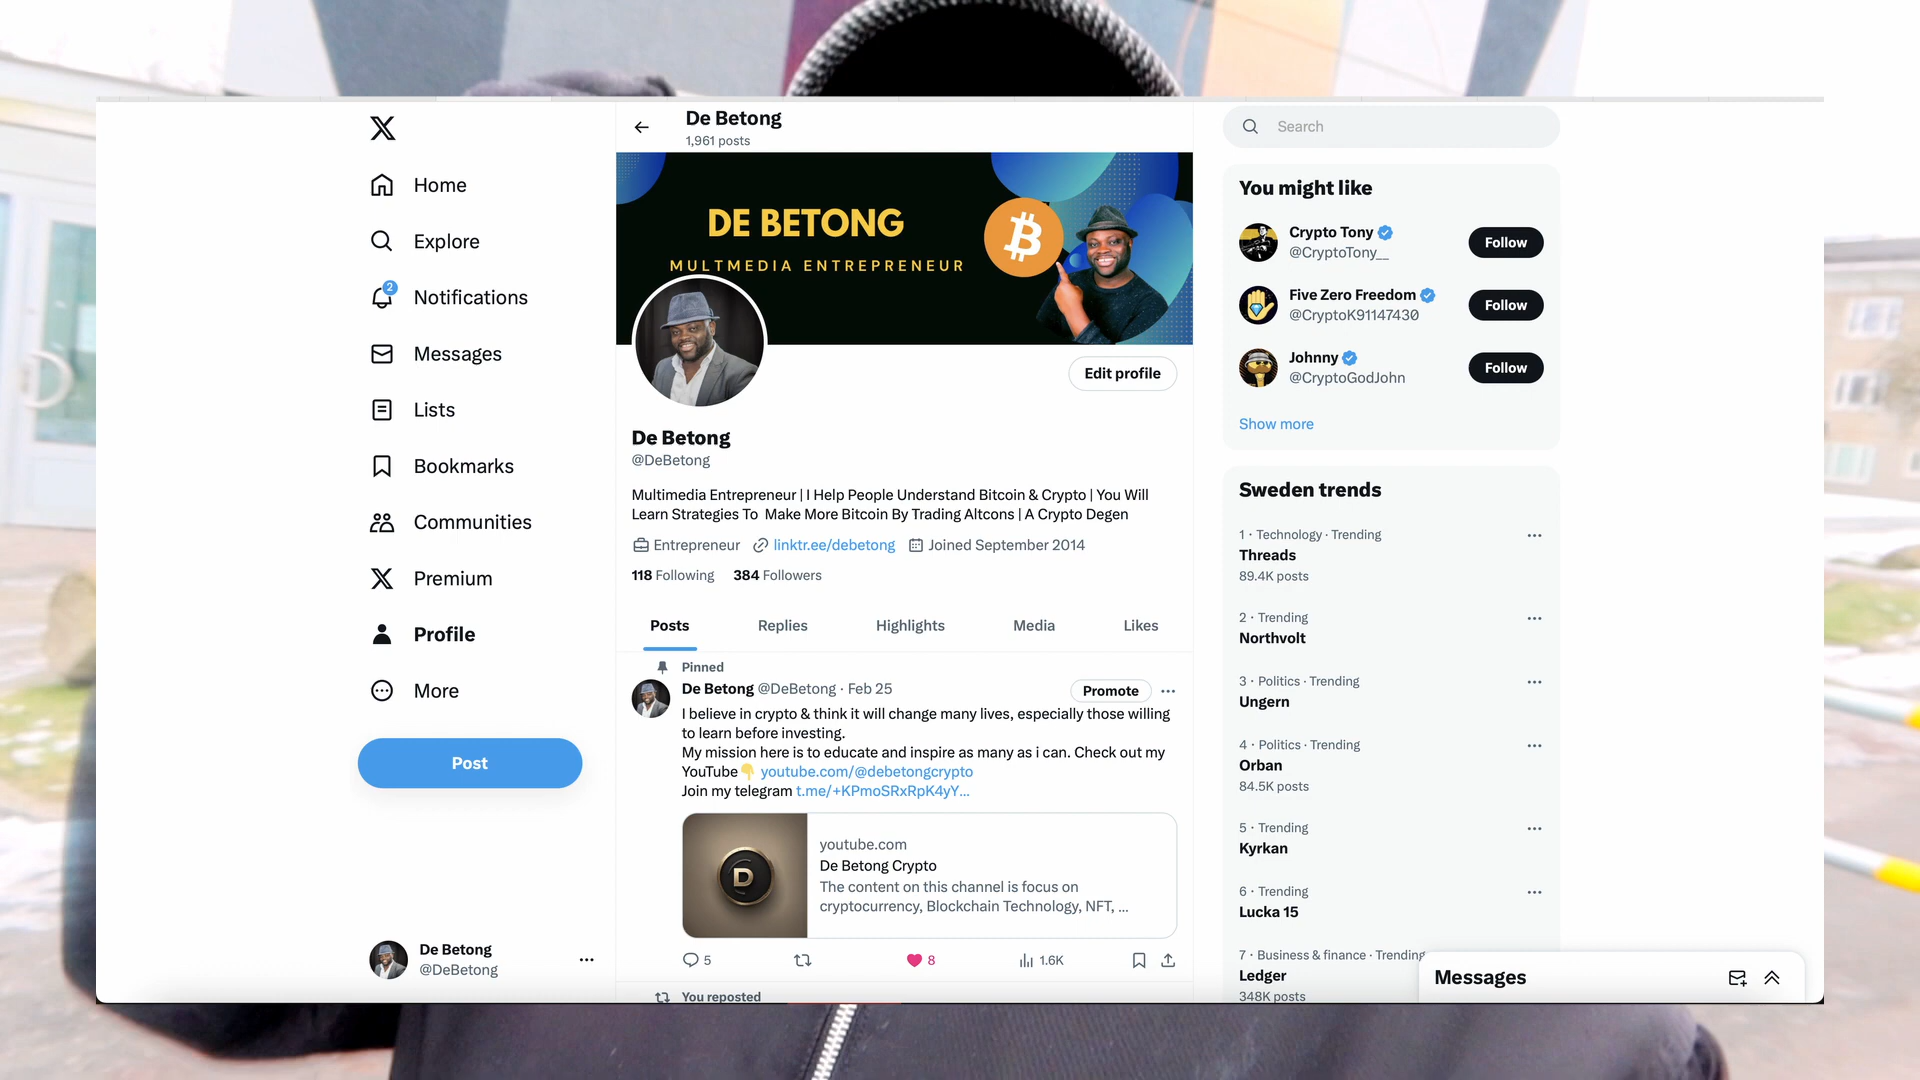 Home
Explore
2
Notifications
Messages
Lists
Bookmarks
Communities
Premium
Profile
More
Post
De Betong
@DeBetong
De Betong
1,961 posts
DE BETONG
MULTMEDIA ENTREPRENEUR
Edit profile
De Betong
@DeBetong
Multimedia Entrepreneur | I Help People Understand Bitcoin & Crypto | You Will
Learn Strategies To Make More Bitcoin By Trading Altcons | A Crypto Degen
Entrepreneur linktr.ee/debetong Joined September 2014
118 Following 384 Followers
Posts Replies Highlights Media Likes
Pinned
De Betong @DeBetong · Feb 25
Promote
I believe in crypto & think it will change many lives, especially those willing
to learn before investing.
My mission here is to educate and inspire as many as i can. Check out my
YouTube👇 youtube.com/@debetongcrypto
Join my telegram t.me/+KPmoSRxRpK4yY…
D
youtube.com
De Betong Crypto
The content on this channel is focus on
cryptocurrency, Blockchain Technology, NFT, ...
5 8 1.6K
You reposted
Search
You might like
Crypto Tony
@CryptoTony__
Follow
Five Zero Freedom
@CryptoK91147430
Follow
Johnny
@CryptoGodJohn
Follow
Show more
Sweden trends
1 · Technology · Trending
Threads
89.4K posts
2 · Trending
Northvolt
3 · Politics · Trending
Ungern
4 · Politics · Trending
Orban
84.5K posts
5 · Trending
Kyrkan
6 · Trending
Lucka 15
7 · Business & finance · Trending
Ledger
348K posts
Messages